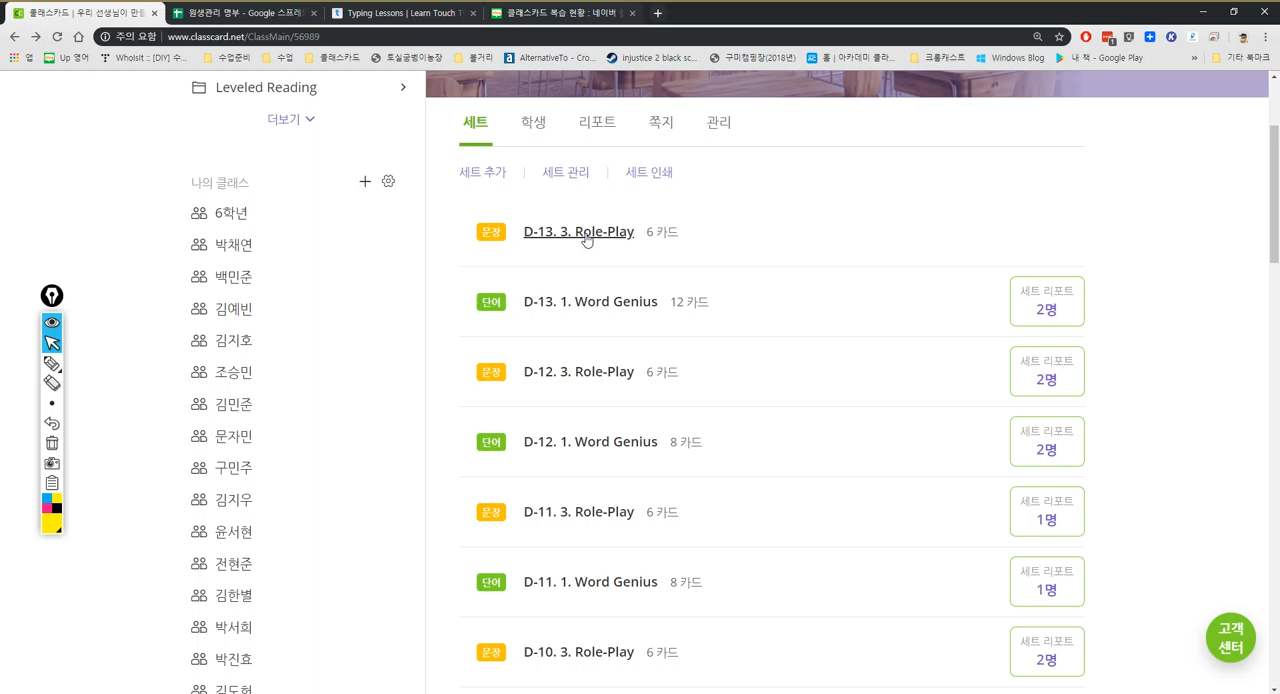 클래스카드 | 우리 선생님이 만들
원생관리 명부 - Google 스프레
Typing Lessons | Learn Touch T
클래스카드 복습 현황 : 네이버
주의 요함 | www.classcard.net/ClassMain/56989
앱
Up 영어
WhoIsIt :: [DIY] 수...
수업준비
수업
클래스카드
토실굼벵이농장
볼거리
AlternativeTo - Cro...
injustice 2 black sc...
구미캠핑장(2018년)
홈 | 아카데미 클라...
크롬캐스트
Windows Blog
내 책 - Google Play
»
기타 북마크
Leveled Reading
더보기
나의 클래스
6학년
박채연
백민준
김예빈
김지호
조승민
김민준
문자민
구민주
김지우
윤서현
전현준
김한별
박서희
박진효
세트 학생 리포트 쪽지 관리
세트 추가 | 세트 관리 | 세트 인쇄
문장 D-13. 3. Role-Play 6 카드
단어 D-13. 1. Word Genius 12 카드
세트 리포트
2명
문장 D-12. 3. Role-Play 6 카드
세트 리포트
2명
단어 D-12. 1. Word Genius 8 카드
세트 리포트
2명
문장 D-11. 3. Role-Play 6 카드
세트 리포트
1명
단어 D-11. 1. Word Genius 8 카드
세트 리포트
1명
문장 D-10. 3. Role-Play 6 카드
세트 리포트
2명
고객
센터